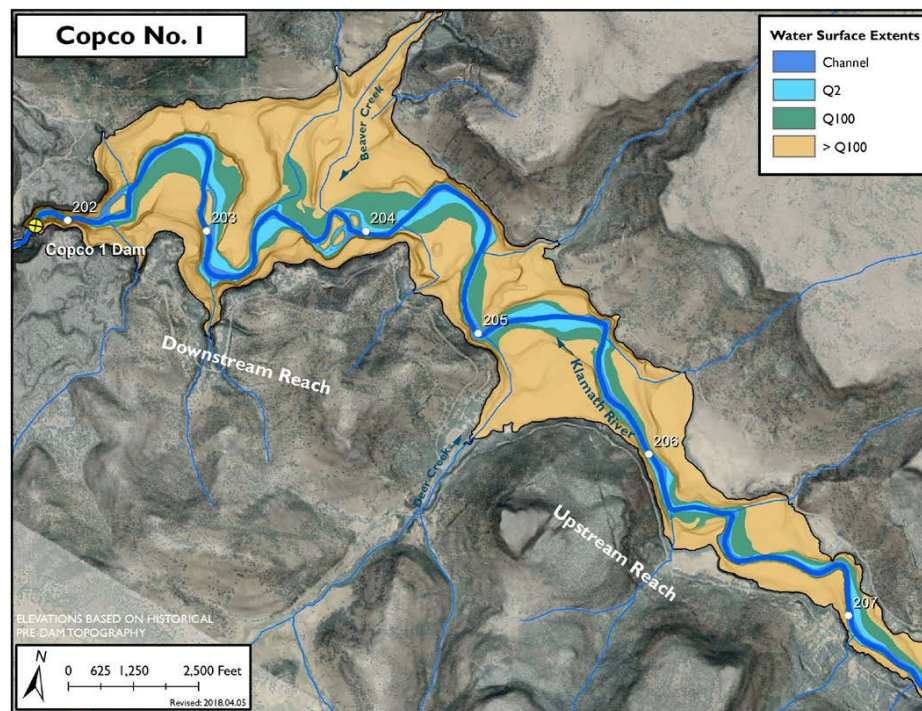 Copco No. 1
Water Surface Extents
Channel
Q2
Q100
> Q100
Beaver Creek
202
203
204
Copco 1 Dam
205
Downstream Reach
Klamath River
206
Deer Creek
Upstream Reach
207
ELEVATIONS BASED ON HISTORICAL
PRE-DAM TOPOGRAPHY
N
0 625 1,250 2,500 Feet
Revised: 2018.04.05